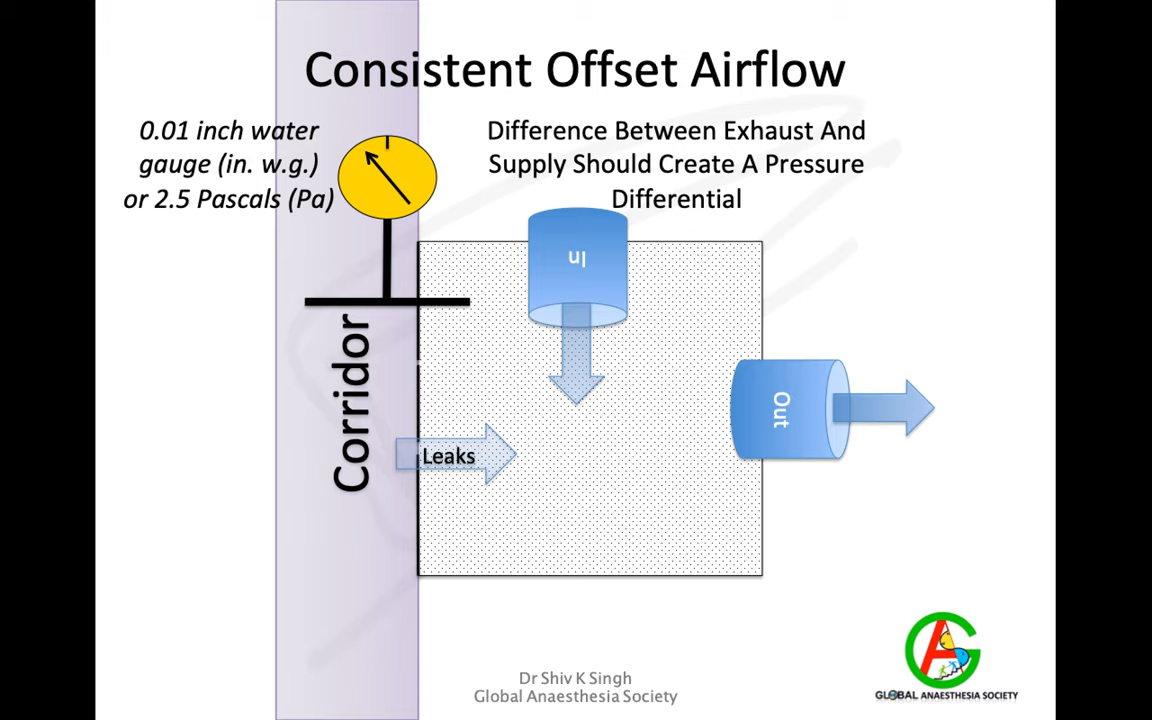 Consistent Offset Airflow
0.01 inch water
gauge (in. w.g.)
or 2.5 Pascals (Pa)
Difference Between Exhaust And
Supply Should Create A Pressure
Differential
In
Out
Corridor
Leaks
Dr Shiv K Singh
Global Anaesthesia Society
GLOBAL ANAESTHESIA SOCIETY